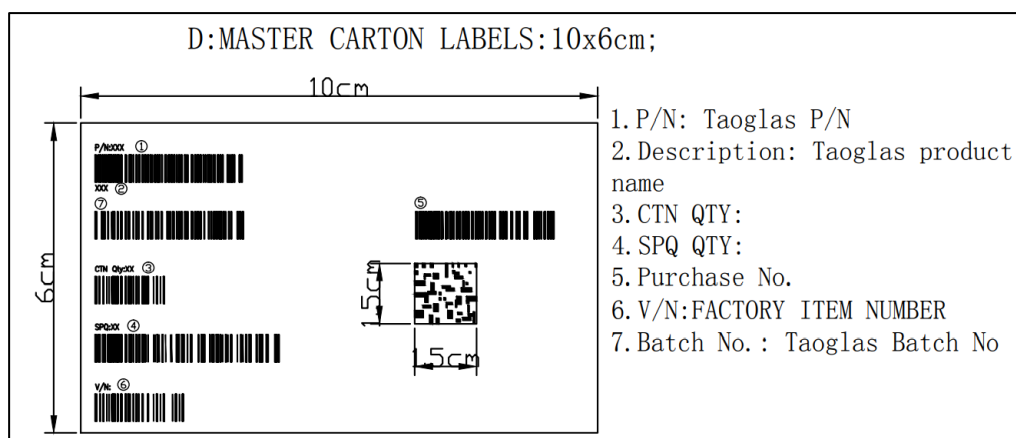 D:MASTER CARTON LABELS:10x6cm;
10cm
6cm
P/N:XXX ①
XXX ②
⑦
⑤
CTN Qty:XX ③
SPQ:XX ④
V/N: ⑥
1.5cm
1.5cm
1. P/N: Taoglas P/N
2. Description: Taoglas product
name
3. CTN QTY:
4. SPQ QTY:
5. Purchase No.
6. V/N:FACTORY ITEM NUMBER
7. Batch No.: Taoglas Batch No